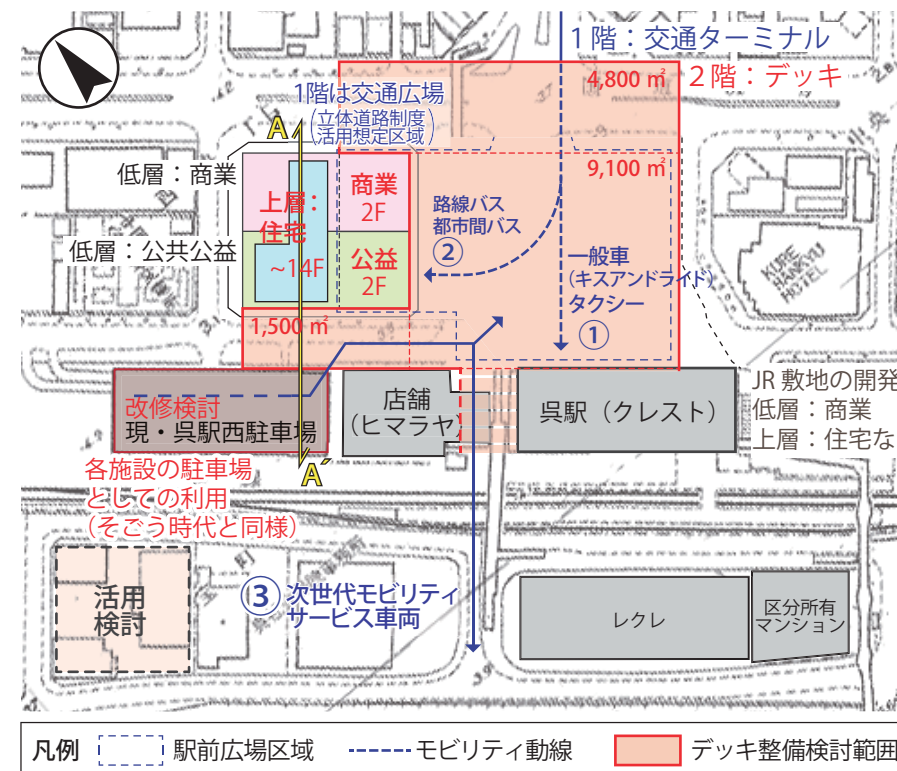 1階：交通ターミナル
4,800 ㎡
2階：デッキ
1階は交通広場
（立体道路制度
活用想定区域）
A
9,100 ㎡
低層：商業
商業
2F
上層：
住宅
~14F
路線バス
都市間バス
②
低層：公共公益
公益
2F
一般車
（キスアンドライド）
タクシー
①
KURE
HANKYU
HOTEL
1,500 ㎡
改修検討
現・呉駅西駐車場
店舗
（ヒマラヤ）
呉駅（クレスト）
JR 敷地の開発
低層：商業
上層：住宅な
A´
各施設の駐車場
としての利用
（そごう時代と同様）
活用
検討
③ 次世代モビリティ
サービス車両
レクレ
区分所有
マンション
凡例
駅前広場区域
モビリティ動線
デッキ整備検討範囲